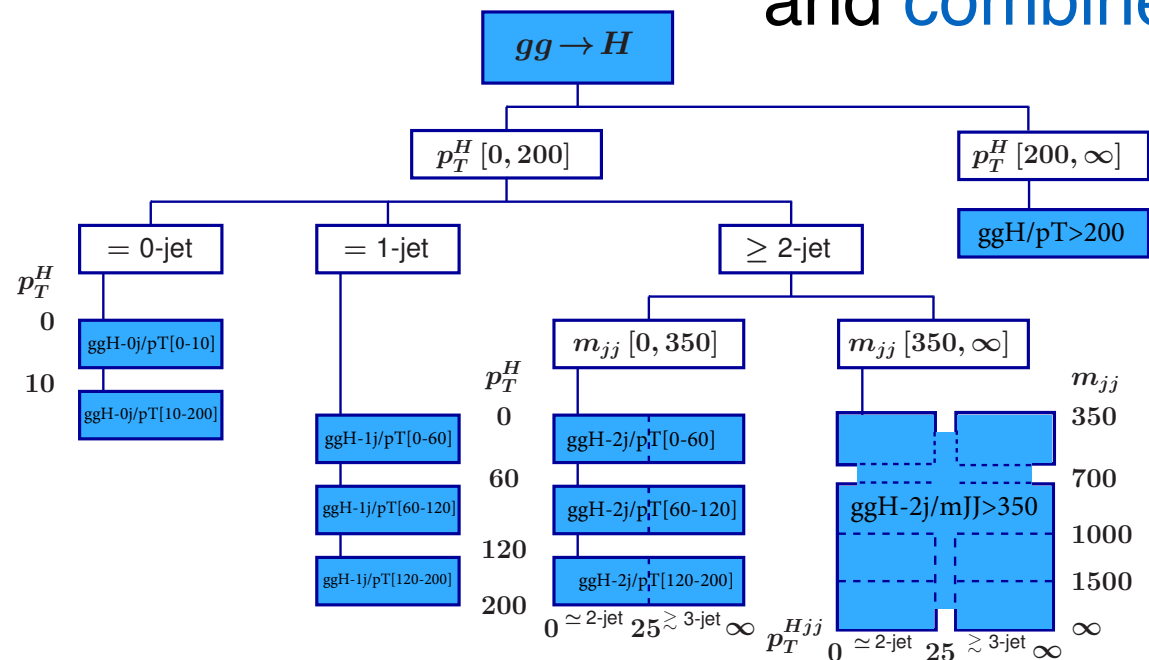 and combine
gg → H
p_T^H [0, 200]
p_T^H [200, ∞]
ggH/pT>200
= 0-jet
= 1-jet
≥ 2-jet
p_T^H
0
ggH-0j/pT[0-10]
10
ggH-0j/pT[10-200]
m_jj [0, 350]
m_jj [350, ∞]
p_T^H
m_jj
0
350
ggH-1j/pT[0-60]
ggH-2j/pT[0-60]
60
700
ggH-1j/pT[60-120]
ggH-2j/pT[60-120]
ggH-2j/mJJ>350
1000
120
ggH-1j/pT[120-200]
ggH-2j/pT[120-200]
1500
200
0 ≃ 2-jet 25 ≳ 3-jet ∞
∞
p_T^Hjj 0 ≃ 2-jet 25 ≳ 3-jet ∞